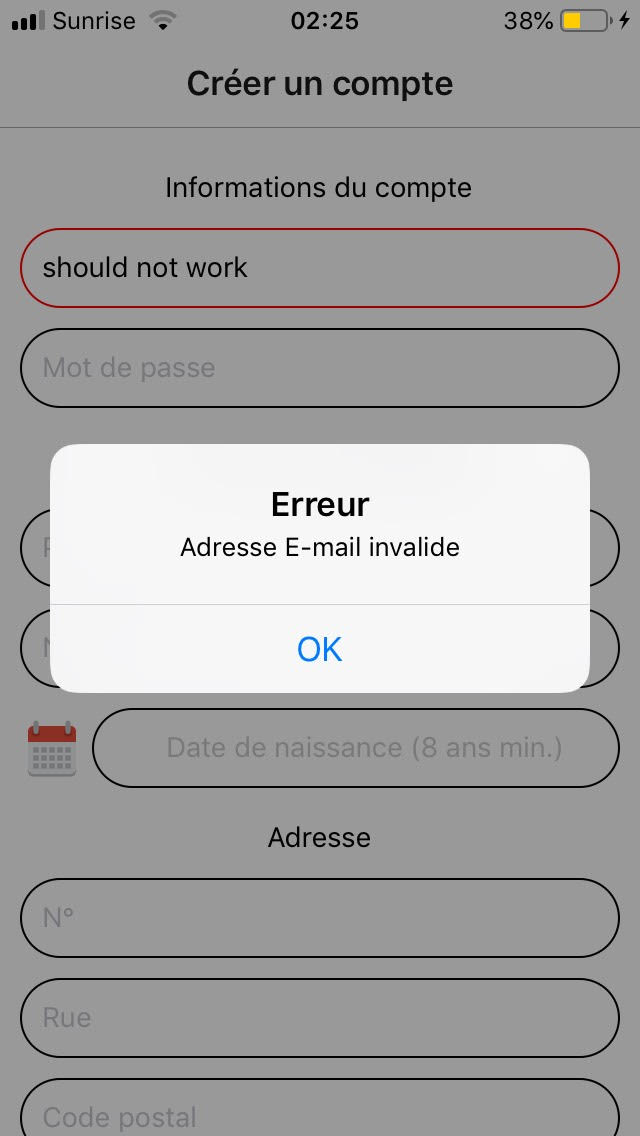 Sunrise 02:25 38%
Créer un compte
Informations du compte
should not work
Mot de passe
Erreur
Adresse E-mail invalide
OK
Date de naissance (8 ans min.)
Adresse
N°
Rue
Code postal